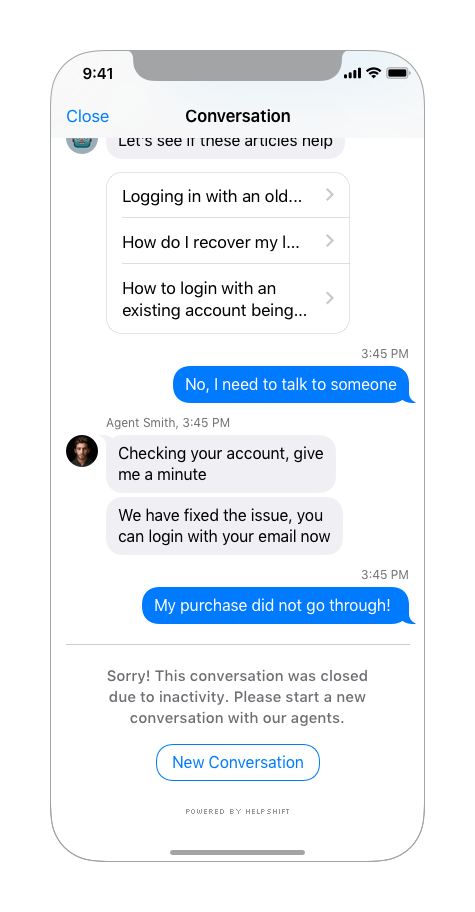 9:41
Close
Conversation
Let's see if these articles help
Logging in with an old...
How do I recover my l...
How to login with an
existing account being...
3:45 PM
No, I need to talk to someone
Agent Smith, 3:45 PM
Checking your account, give
me a minute
We have fixed the issue, you
can login with your email now
3:45 PM
My purchase did not go through!
Sorry! This conversation was closed
due to inactivity. Please start a new
conversation with our agents.
New Conversation
POWERED BY HELPSHIFT